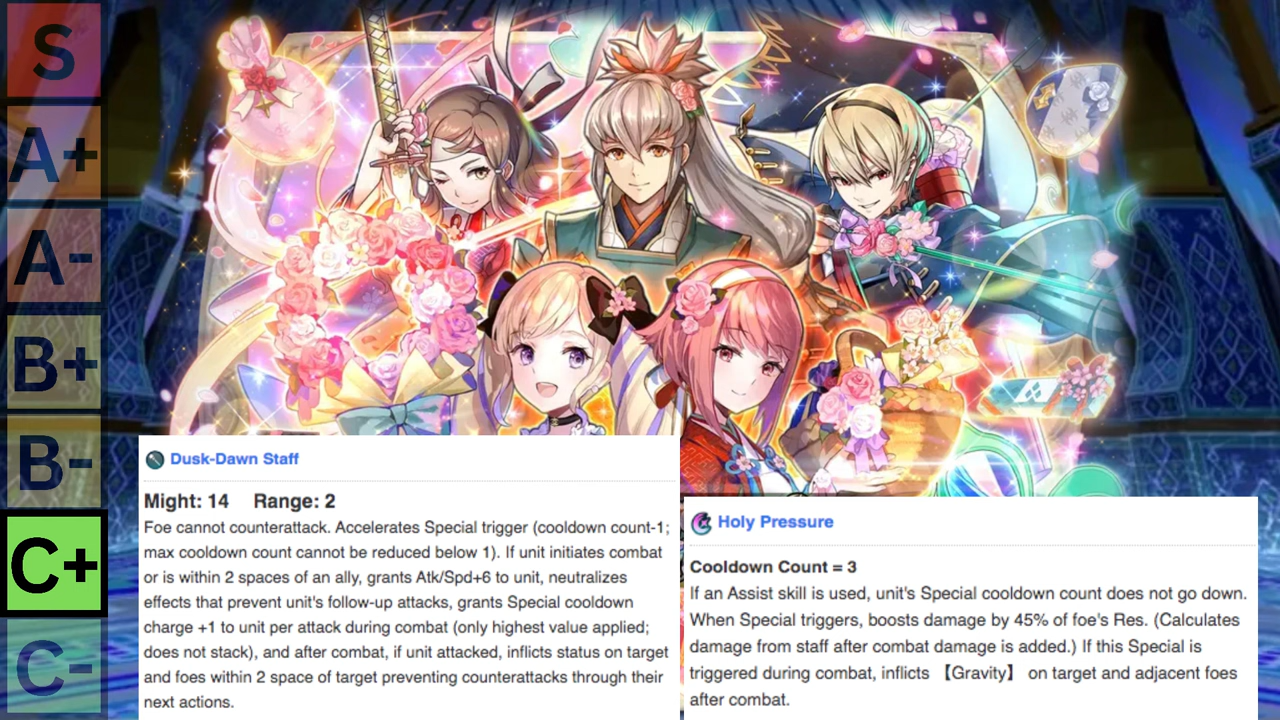 S
A+
A-
B+
B-
C+
C-
Dusk-Dawn Staff
Might: 14 Range: 2
Foe cannot counterattack. Accelerates Special trigger (cooldown count-1;
max cooldown count cannot be reduced below 1). If unit initiates combat
or is within 2 spaces of an ally, grants Atk/Spd+6 to unit, neutralizes
effects that prevent unit's follow-up attacks, grants Special cooldown
charge +1 to unit per attack during combat (only highest value applied;
does not stack), and after combat, if unit attacked, inflicts status on target
and foes within 2 space of target preventing counterattacks through their
next actions.
Holy Pressure
Cooldown Count = 3
If an Assist skill is used, unit's Special cooldown count does not go down.
When Special triggers, boosts damage by 45% of foe's Res. (Calculates
damage from staff after combat damage is added.) If this Special is
triggered during combat, inflicts 【Gravity】 on target and adjacent foes
after combat.